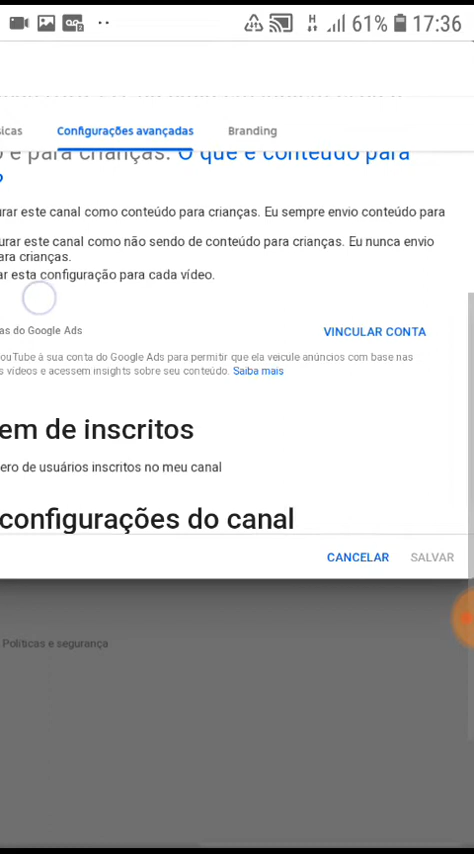 61% 17:36
sicas Configurações avançadas Branding
o é para crianças. O que é conteúdo para
?
urar este canal como conteúdo para crianças. Eu sempre envio conteúdo para
urar este canal como não sendo de conteúdo para crianças. Eu nunca envio
ara crianças.
ar esta configuração para cada vídeo.
as do Google Ads VINCULAR CONTA
ouTube à sua conta do Google Ads para permitir que ela veicule anúncios com base nas
s vídeos e acessem insights sobre seu conteúdo. Saiba mais
em de inscritos
ero de usuários inscritos no meu canal
configurações do canal
CANCELAR SALVAR
Políticas e segurança